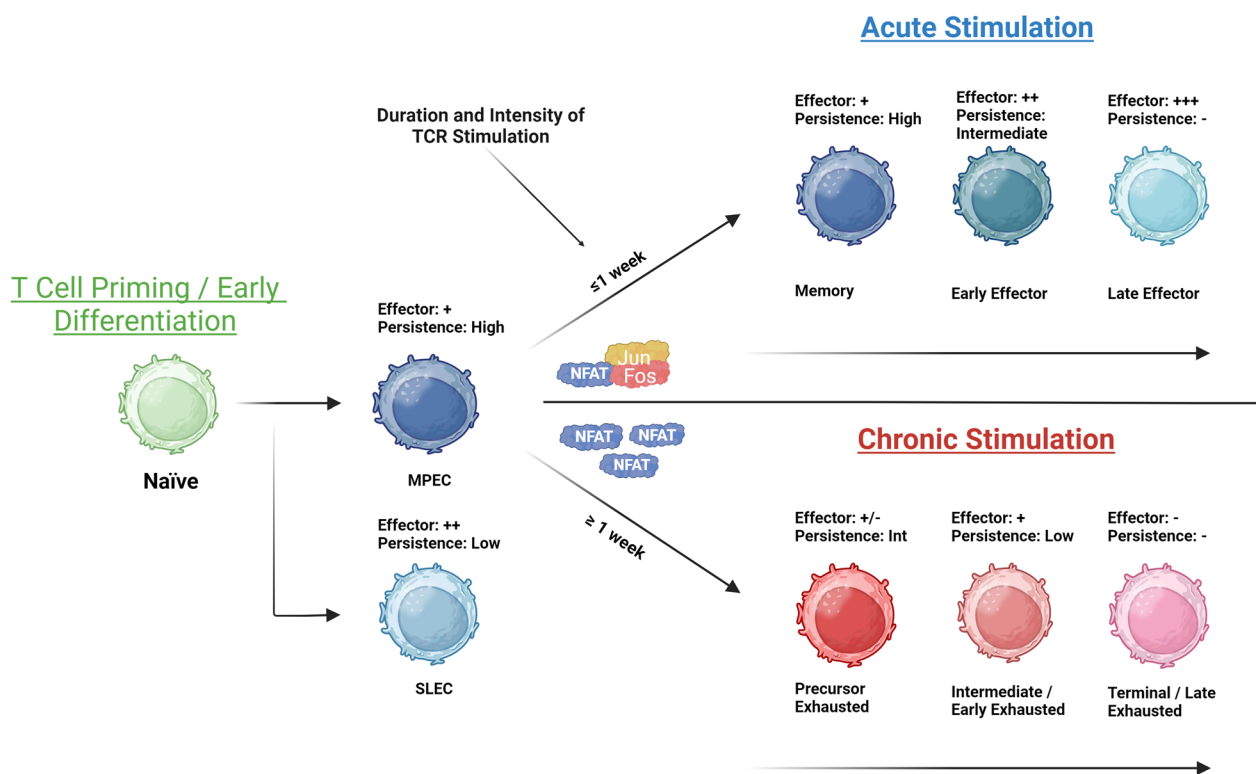 Acute Stimulation
Duration and Intensity of
TCR Stimulation
Effector: +
Persistence: High
Effector: ++
Persistence:
Intermediate
Effector: +++
Persistence: -
≤1 week
Memory
Early Effector
Late Effector
T Cell Priming / Early
Differentiation
Naïve
Effector: +
Persistence: High
MPEC
Effector: ++
Persistence: Low
SLEC
NFAT
Jun
Fos
NFAT
NFAT
NFAT
≥ 1 week
Chronic Stimulation
Effector: +/-
Persistence: Int
Effector: +
Persistence: Low
Effector: -
Persistence: -
Precursor
Exhausted
Intermediate /
Early Exhausted
Terminal / Late
Exhausted